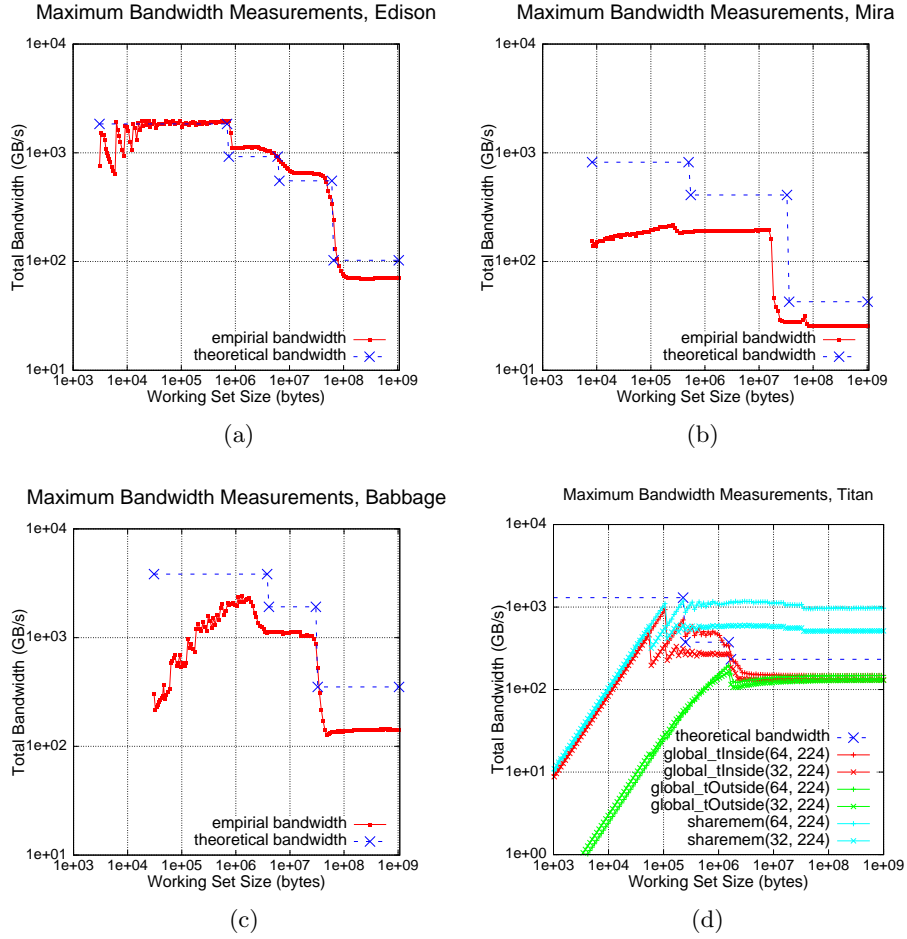 Maximum Bandwidth Measurements, Edison
1e+04
1e+03
1e+02
1e+01
Total Bandwidth (GB/s)
empirial bandwidth
theoretical bandwidth
1e+03 1e+04 1e+05 1e+06 1e+07 1e+08 1e+09
Working Set Size (bytes)
(a)
Maximum Bandwidth Measurements, Mira
1e+04
1e+03
1e+02
1e+01
Total Bandwidth (GB/s)
empirial bandwidth
theoretical bandwidth
1e+03 1e+04 1e+05 1e+06 1e+07 1e+08 1e+09
Working Set Size (bytes)
(b)
Maximum Bandwidth Measurements, Babbage
1e+04
1e+03
1e+02
1e+01
Total Bandwidth (GB/s)
empirial bandwidth
theoretical bandwidth
1e+03 1e+04 1e+05 1e+06 1e+07 1e+08 1e+09
Working Set Size (bytes)
(c)
Maximum Bandwidth Measurements, Titan
1e+04
1e+03
1e+02
1e+01
1e+00
Total Bandwidth (GB/s)
theoretical bandwidth
global_tInside(64, 224)
global_tInside(32, 224)
global_tOutside(64, 224)
global_tOutside(32, 224)
sharemem(64, 224)
sharemem(32, 224)
1e+03 1e+04 1e+05 1e+06 1e+07 1e+08 1e+09
Working Set Size (bytes)
(d)